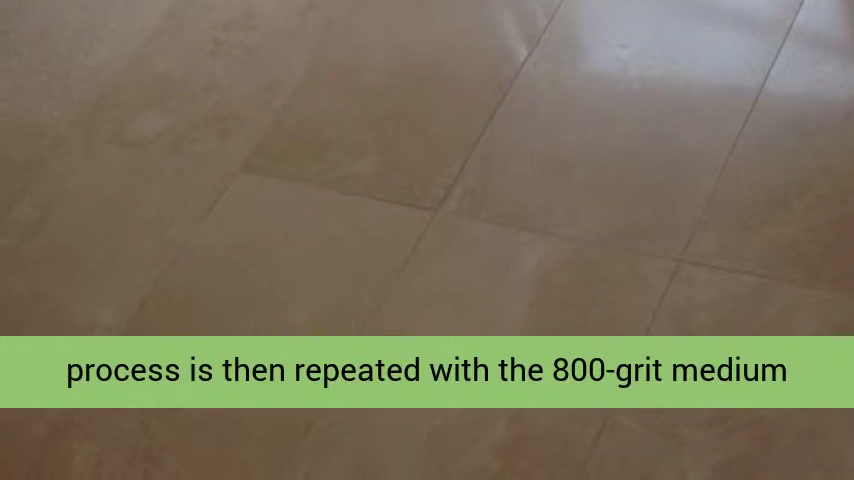 process is then repeated with the 800-grit medium